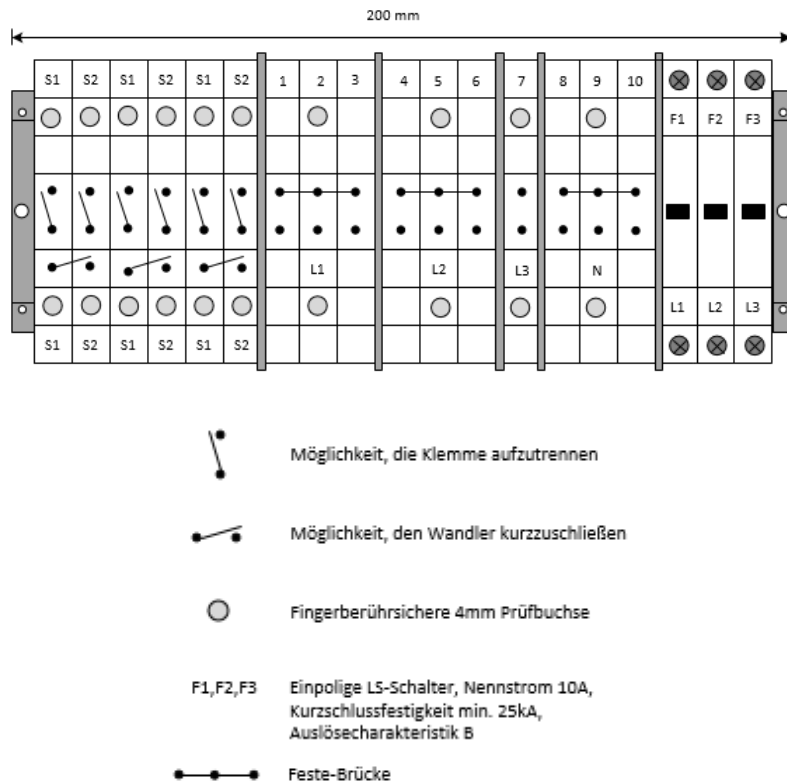 200 mm
S1 S2 S1 S2 S1 S2 1 2 3 4 5 6 7 8 9 10
F1 F2 F3
L1 L2 L3 N
L1 L2 L3
S1 S2 S1 S2 S1 S2
Möglichkeit, die Klemme aufzutrennen
Möglichkeit, den Wandler kurzzuschließen
Fingerberührsichere 4mm Prüfbuchse
F1,F2,F3 Einpolige LS-Schalter, Nennstrom 10A,
Kurzschlussfestigkeit min. 25kA,
Auslösecharakteristik B
Feste-Brücke